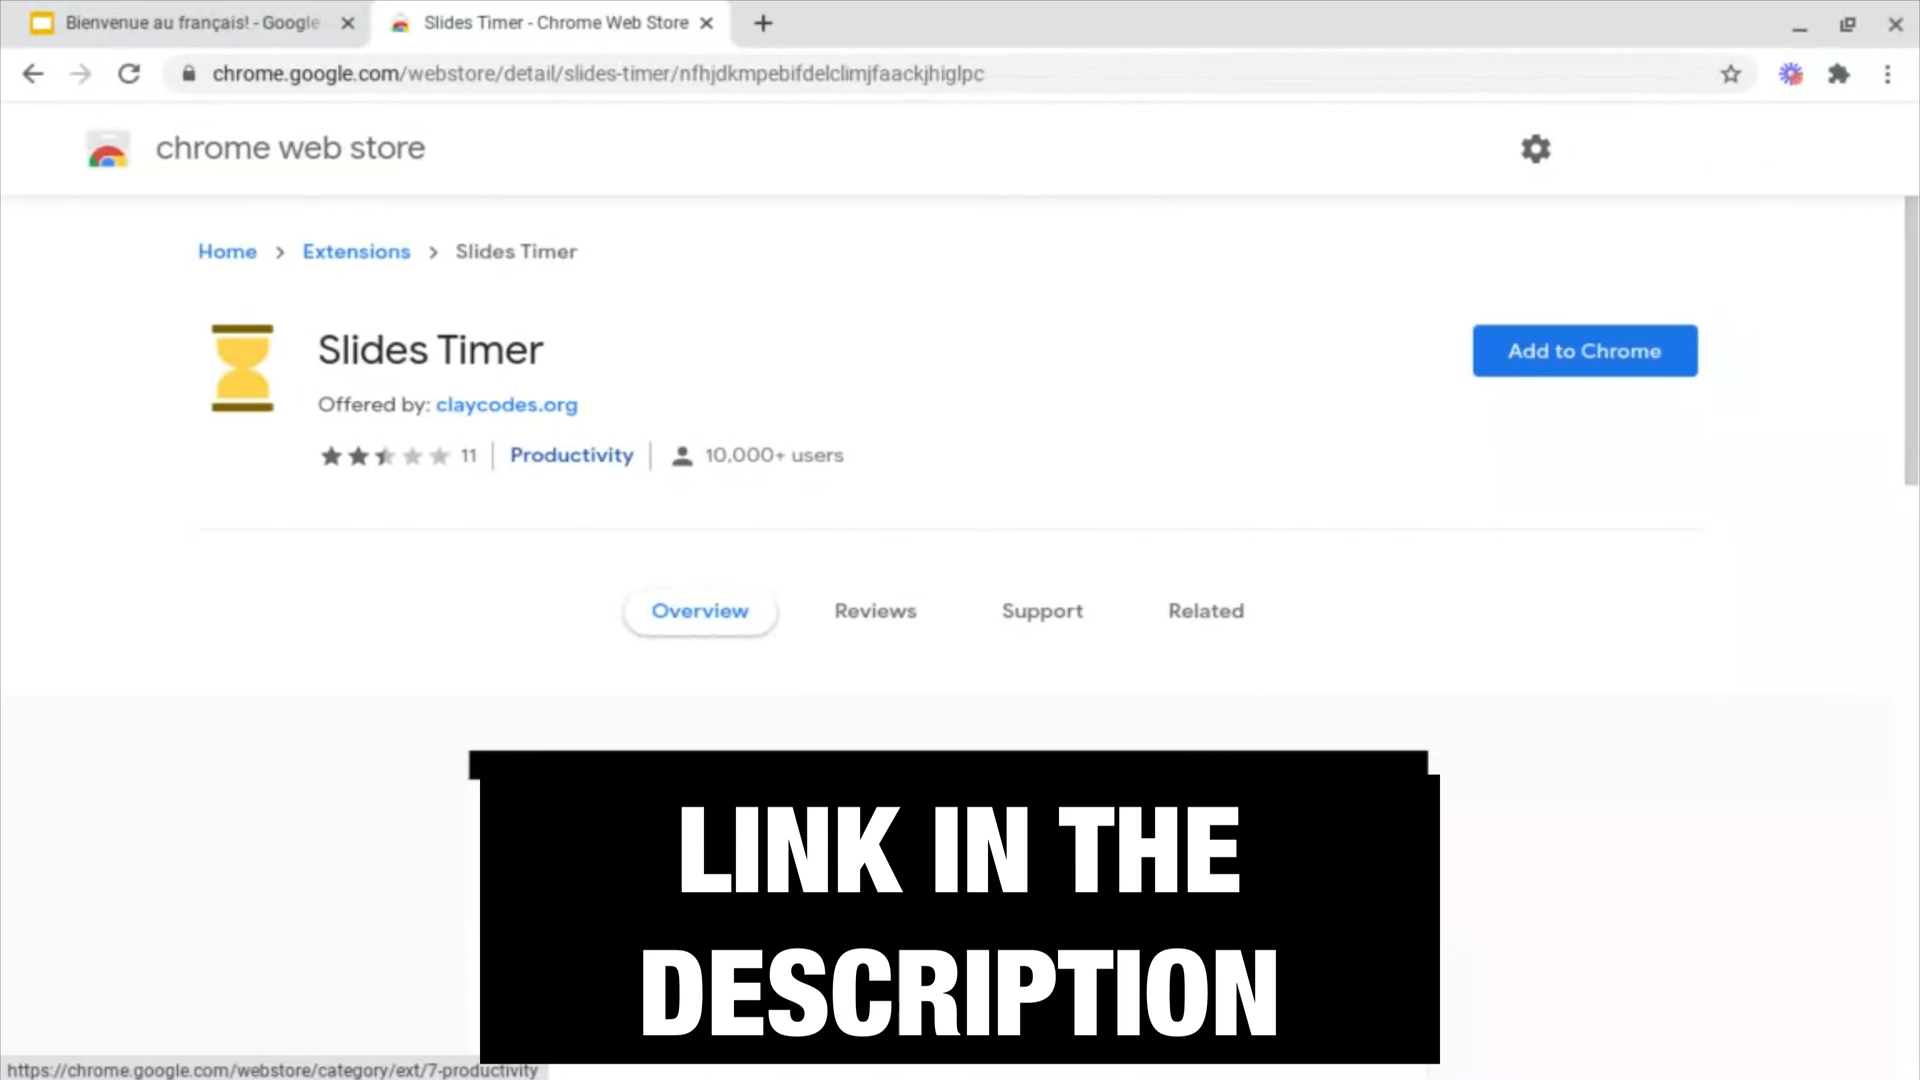 Bienvenue au français! - Google
Slides Timer - Chrome Web Store
chrome.google.com/webstore/detail/slides-timer/nfhjdkmpebifdelclimjfaackjhiglpc
chrome web store
Home > Extensions > Slides Timer
Slides Timer
Add to Chrome
Offered by: claycodes.org
11 | Productivity | 10,000+ users
Overview
Reviews
Support
Related
LINK IN THE
DESCRIPTION
https://chrome.google.com/webstore/category/ext/7-productivity